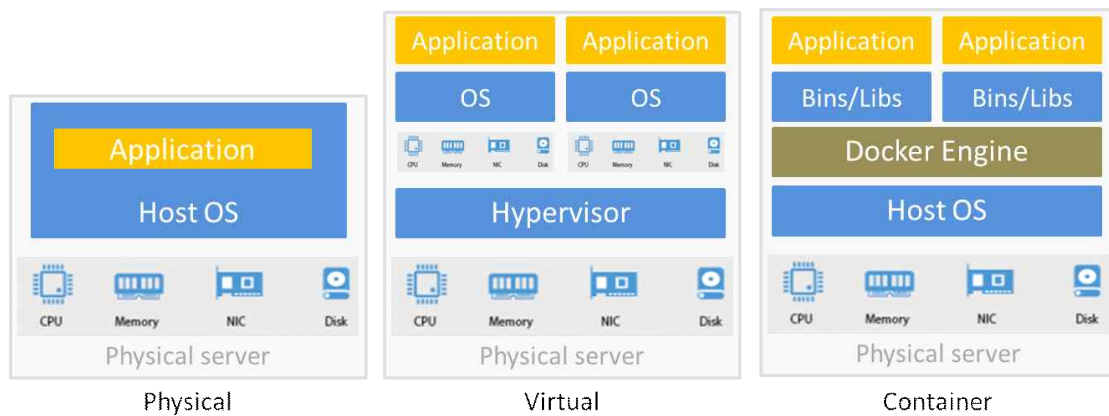 Application
Host OS
CPU Memory NIC Disk
Physical server
Physical
Application Application
OS OS
CPU Memory NIC Disk CPU Memory NIC Disk
Hypervisor
CPU Memory NIC Disk
Physical server
Virtual
Application Application
Bins/Libs Bins/Libs
Docker Engine
Host OS
CPU Memory NIC Disk
Physical server
Container